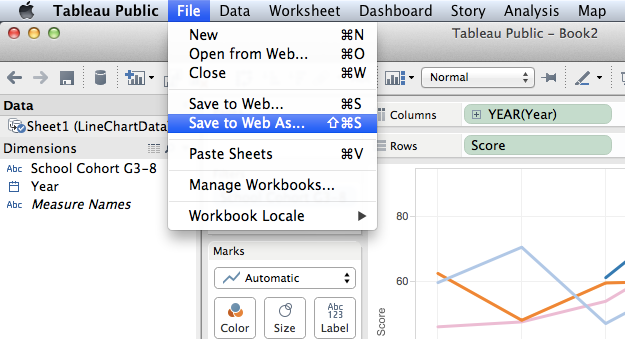 Tableau Public File Data Worksheet Dashboard Story Analysis Map
Tableau Public - Book2
New ⌘N
Open from Web... ⌘O
Close ⌘W
Save to Web... ⌘S
Save to Web As... ⇧⌘S
Paste Sheets ⌘V
Manage Workbooks...
Workbook Locale
Normal
Data
Sheet1 (LineChartData
Dimensions
Abc School Cohort G3-8
Year
Abc Measure Names
Columns YEAR(Year)
Rows Score
Marks
Automatic
Color Size Abc 123 Label
80
60
Score